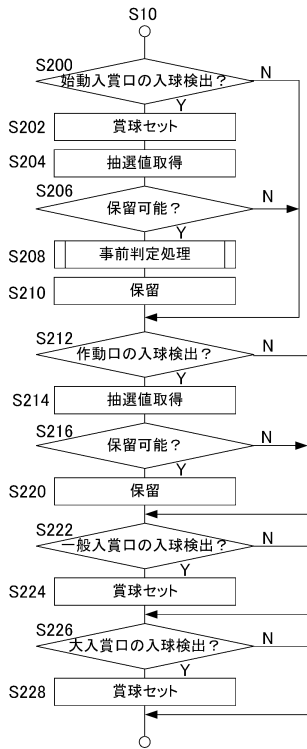 S10
S200
始動入賞口の入球検出？
N
Y
S202
賞球セット
S204
抽選値取得
S206
保留可能？
N
Y
S208
事前判定処理
S210
保留
S212
作動口の入球検出？
N
Y
S214
抽選値取得
S216
保留可能？
N
Y
S220
保留
S222
一般入賞口の入球検出？
N
Y
S224
賞球セット
S226
大入賞口の入球検出？
N
Y
S228
賞球セット